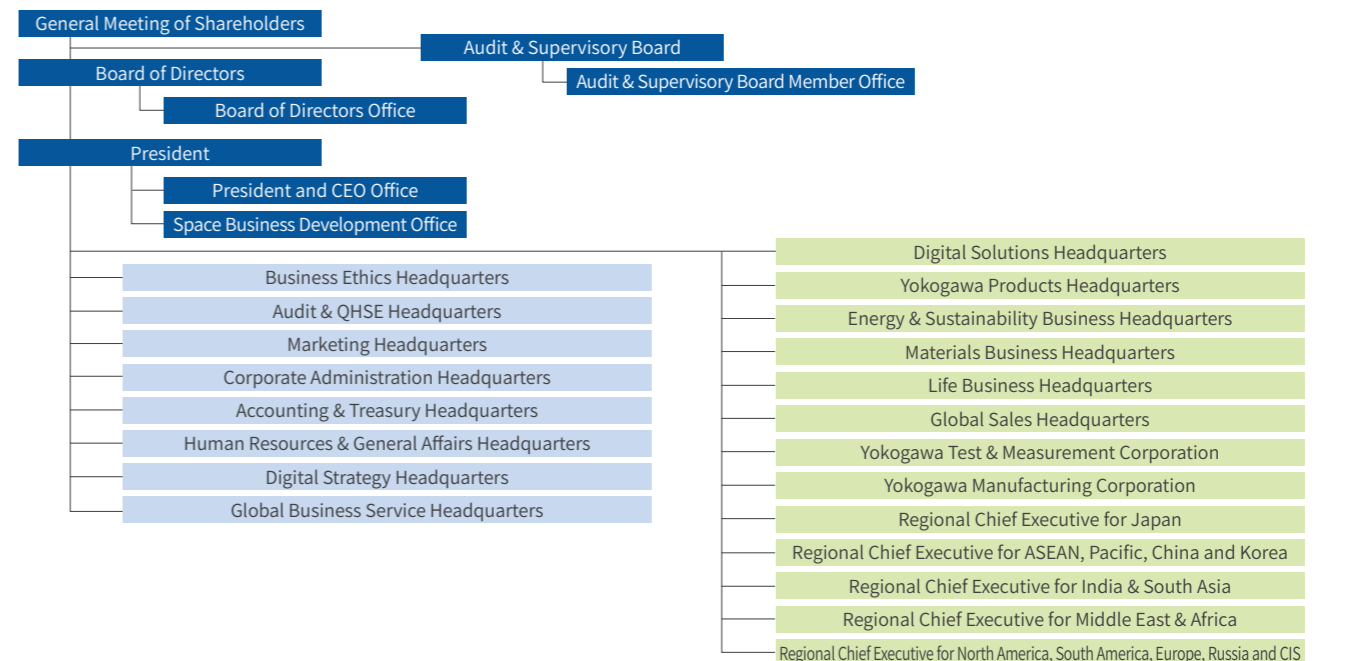 General Meeting of Shareholders
Audit & Supervisory Board
Board of Directors
Audit & Supervisory Board Member Office
Board of Directors Office
President
President and CEO Office
Space Business Development Office
Business Ethics Headquarters
Audit & QHSE Headquarters
Marketing Headquarters
Corporate Administration Headquarters
Accounting & Treasury Headquarters
Human Resources & General Affairs Headquarters
Digital Strategy Headquarters
Global Business Service Headquarters
Digital Solutions Headquarters
Yokogawa Products Headquarters
Energy & Sustainability Business Headquarters
Materials Business Headquarters
Life Business Headquarters
Global Sales Headquarters
Yokogawa Test & Measurement Corporation
Yokogawa Manufacturing Corporation
Regional Chief Executive for Japan
Regional Chief Executive for ASEAN, Pacific, China and Korea
Regional Chief Executive for India & South Asia
Regional Chief Executive for Middle East & Africa
Regional Chief Executive for North America, South America, Europe, Russia and CIS